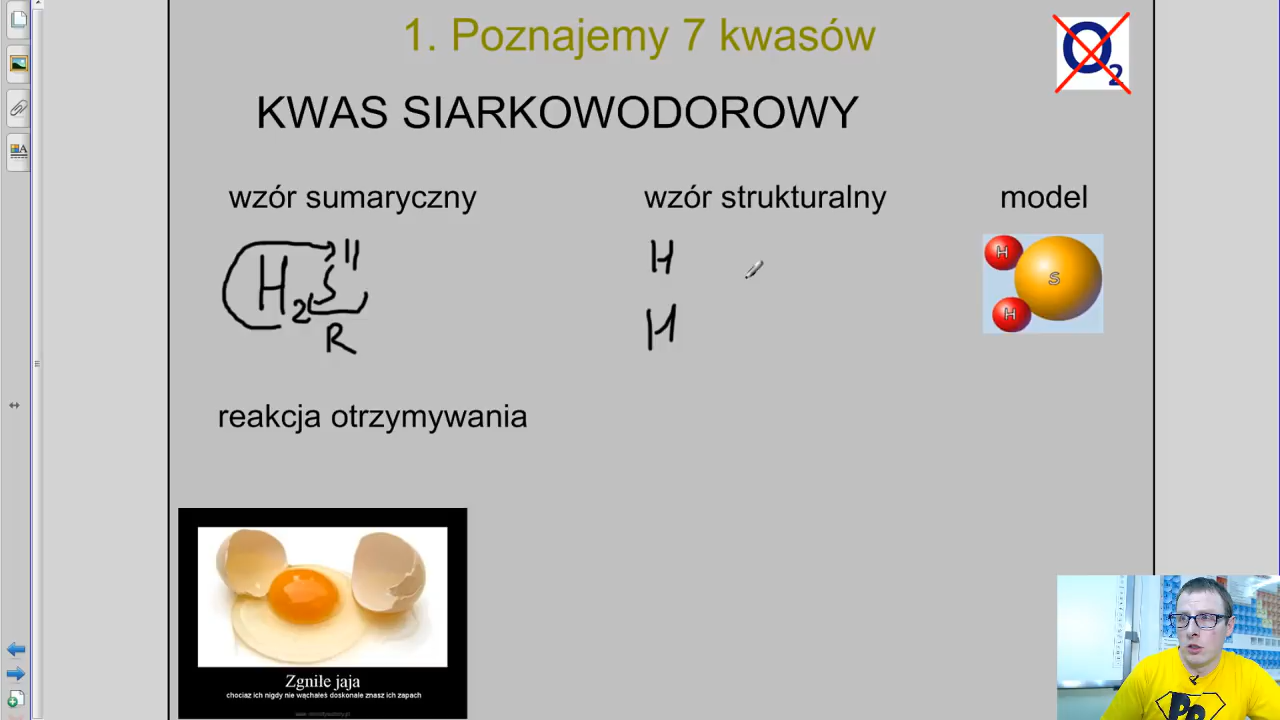 1. Poznajemy 7 kwasów
O2
KWAS SIARKOWODOROWY
wzór sumaryczny
wzór strukturalny
model
H2S II
R
H
H
H
S
H
reakcja otrzymywania
Zgniłe jaja
chociaż ich nigdy nie wąchałeś doskonale znasz ich zapach